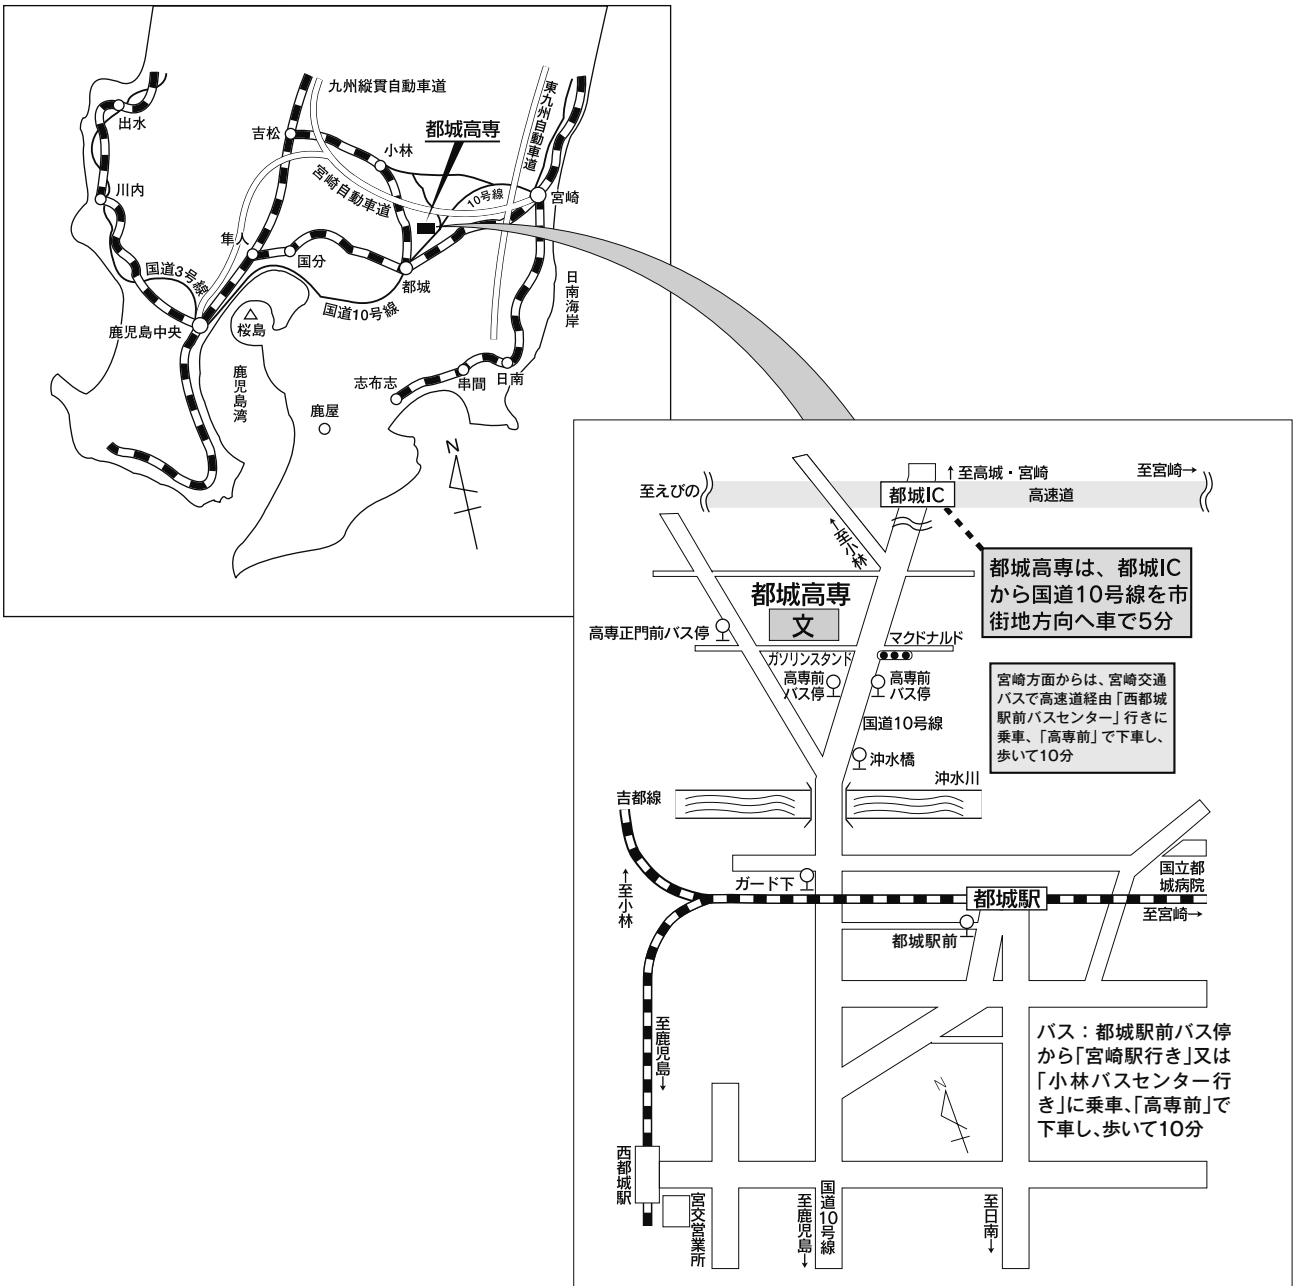 九州縦貫自動車道
東九州自動車道
出水
吉松
都城高専
小林
宮崎自動車道
10号線
川内
宮崎
隼人
国分
国道3号線
都城
日南海岸
国道10号線
鹿児島中央
桜島
鹿児島湾
志布志
串間
日南
鹿屋
N
至えびの
都城IC
↑至高城・宮崎
至宮崎→
高速道
↑至小林
都城高専は、都城IC
から国道10号線を市
街地方向へ車で5分
都城高専
文
高専正門前バス停
マクドナルド
ガソリンスタンド
高専前
バス停
高専前
バス停
宮崎方面からは、宮崎交通
バスで高速道経由「西都城
駅前バスセンター」行きに
乗車、「高専前」で下車し、
歩いて10分
国道10号線
沖水橋
沖水川
吉都線
ガード下
国立都
城病院
↑至小林
都城駅
至宮崎→
都城駅前
至鹿児島→
バス：都城駅前バス停
から「宮崎駅行き」又は
「小林バスセンター行
き」に乗車、「高専前」で
下車し、歩いて10分
N
西都城駅
宮交営業所
至鹿児島→
国道10号線
至日南→